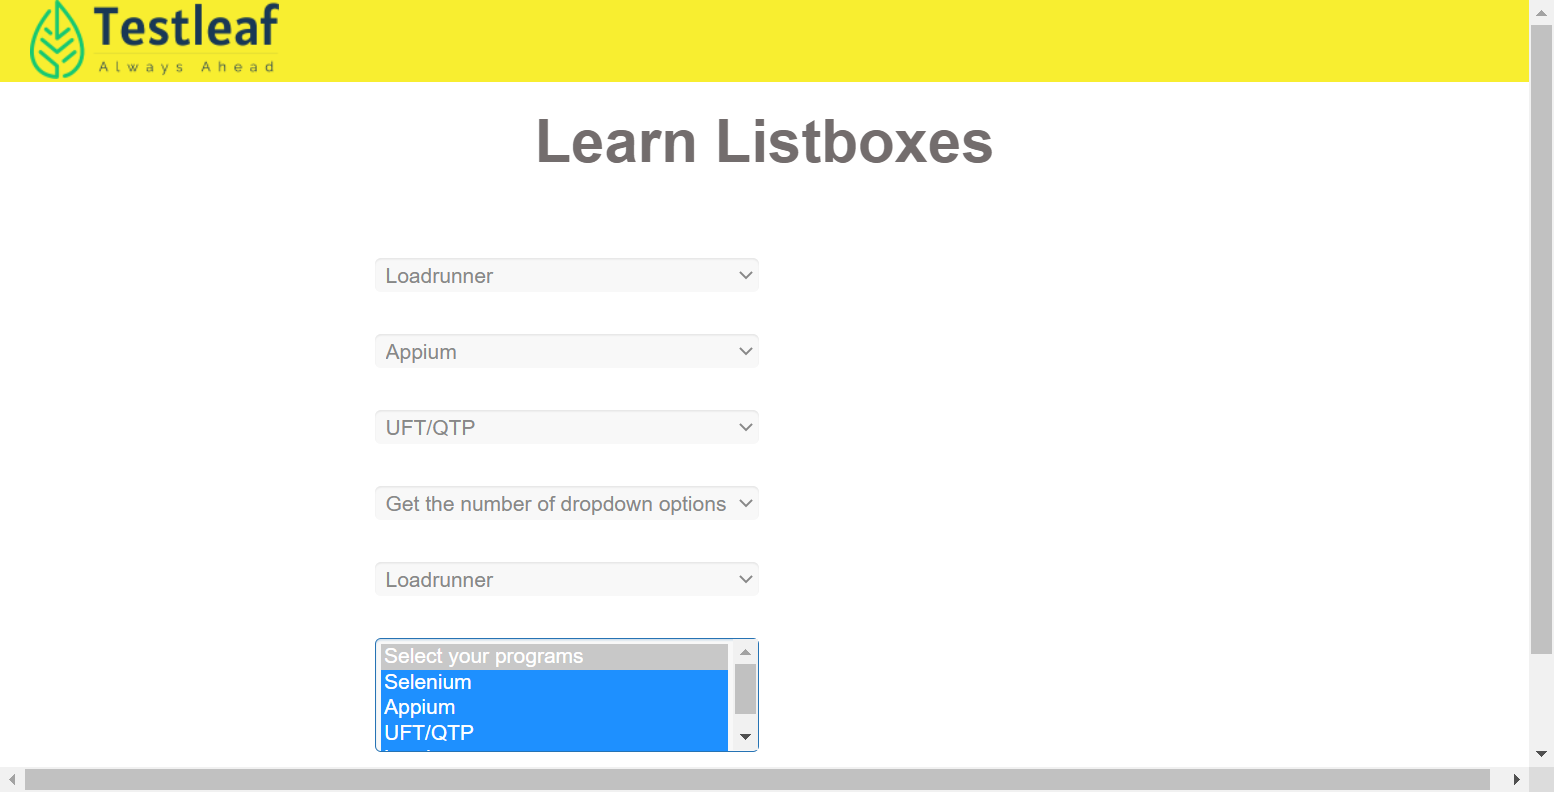 Testleaf
Always Ahead
Learn Listboxes
Loadrunner
Appium
UFT/QTP
Get the number of dropdown options
Loadrunner
Select your programs
Selenium
Appium
UFT/QTP